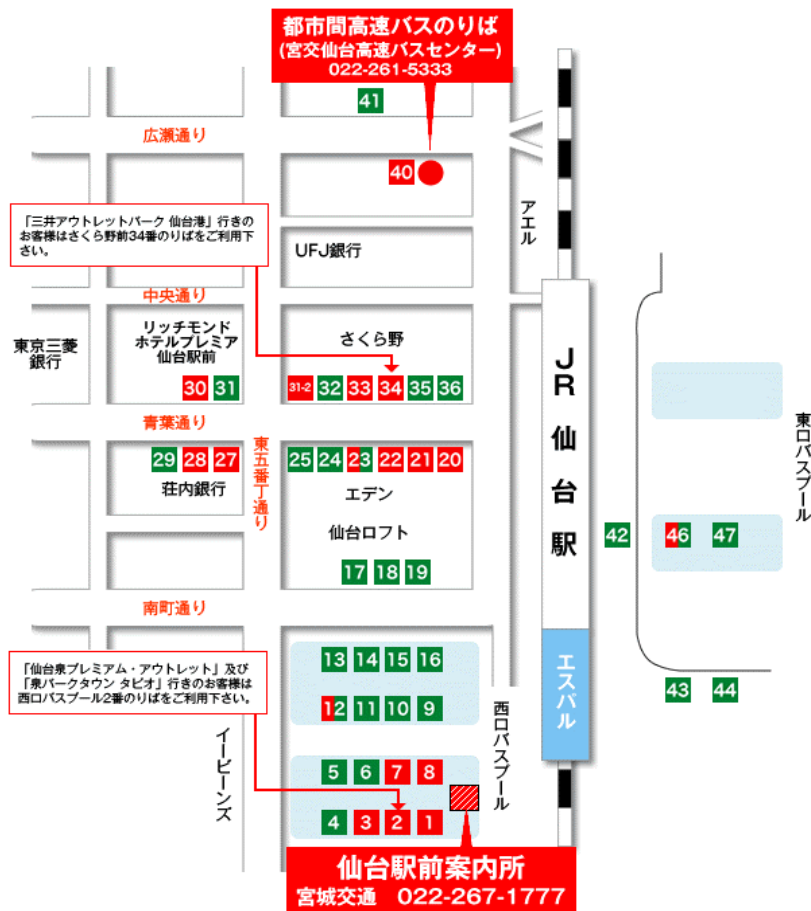 都市間高速バスのりば
(宮交仙台高速バスセンター)
022-261-5333
41
広瀬通り
40
アエル
「三井アウトレットパーク 仙台港」行きの
お客様はさくら野前34番のりばをご利用下
さい。
UFJ銀行
中央通り
東京三菱
銀行
リッチモンド
ホテルプレミア
仙台駅前
さくら野
30 31
31-2 32 33 34 35 36
JR仙台駅
東口バスプール
青葉通り
東五番丁通り
29 28 27
荘内銀行
25 24 23 22 21 20
エデン
仙台ロフト
17 18 19
42
46 47
南町通り
13 14 15 16
エスパル
「仙台泉プレミアム・アウトレット」及び
「泉パークタウン タピオ」行きのお客様は
西口バスプール2番のりばをご利用下さい。
12 11 10 9
43 44
西口バスプール
イービーンズ
5 6 7 8
4 3 2 1
仙台駅前案内所
宮城交通 022-267-1777